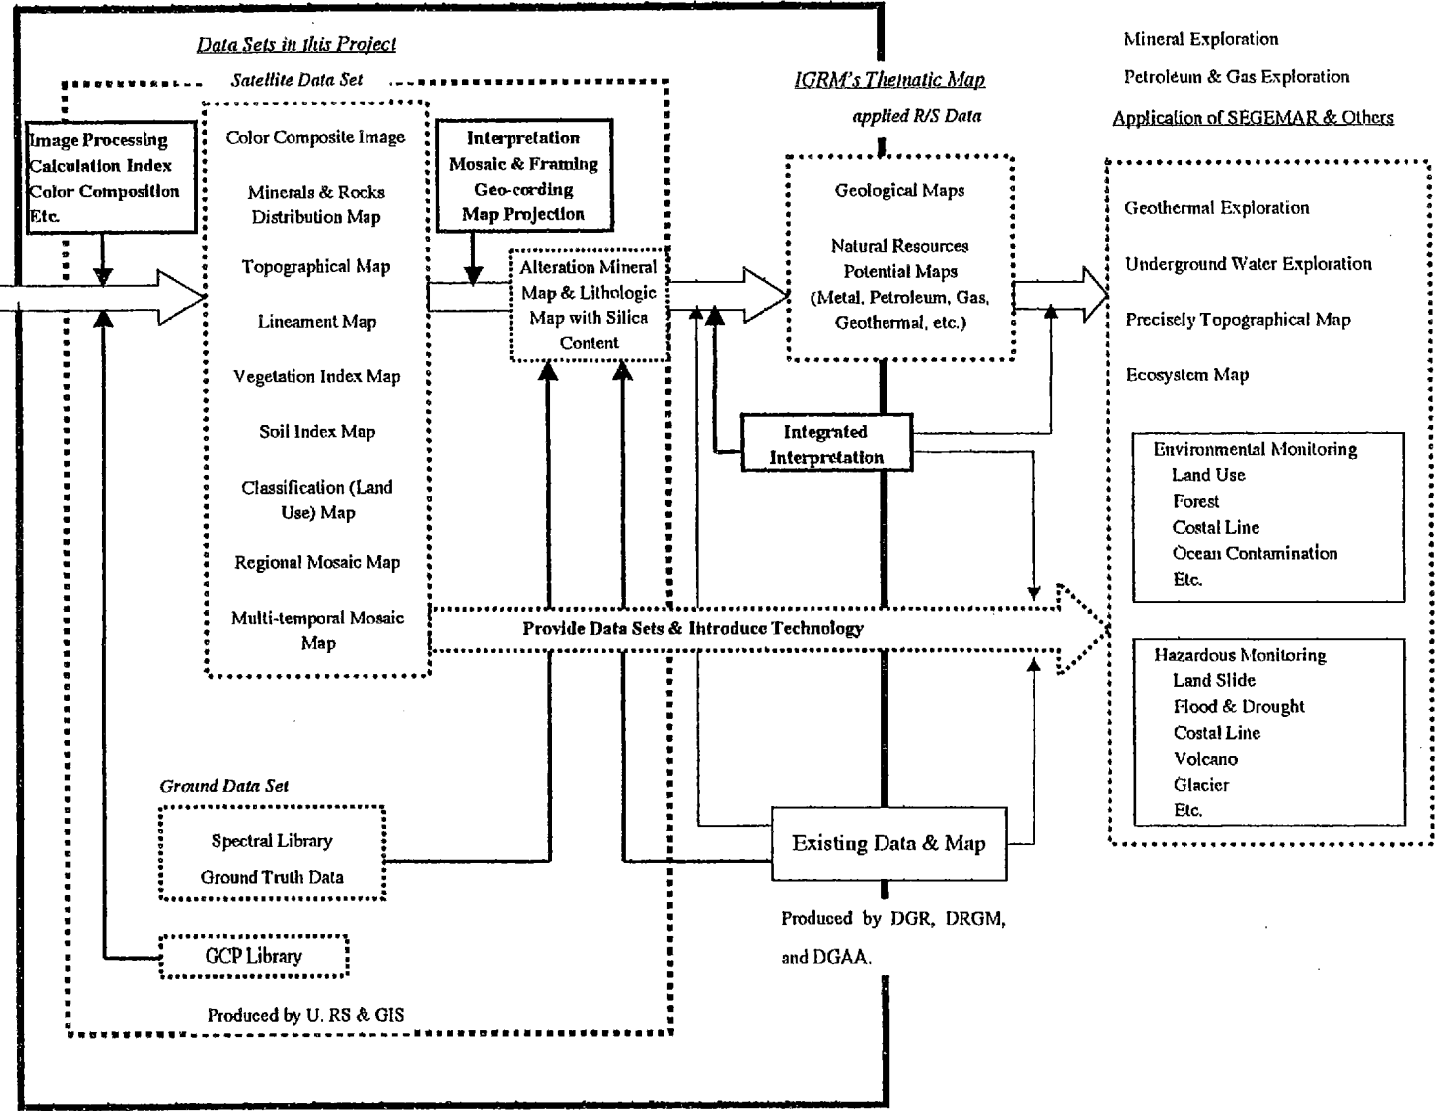 Data Sets in this Project
Satellite Data Set
Image Processing
Calculation Index
Color Composition
Etc.
Color Composite Image
Minerals & Rocks
Distribution Map
Topographical Map
Lineament Map
Vegetation Index Map
Soil Index Map
Classification (Land
Use) Map
Regional Mosaic Map
Multi-temporal Mosaic
Map
Interpretation
Mosaic & Framing
Geo-cording
Map Projection
Alteration Mineral
Map & Lithologic
Map with Silica
Content
IGRM's Thematic Map
applied R/S Data
Geological Maps
Natural Resources
Potential Maps
(Metal, Petroleum, Gas,
Geothermal, etc.)
Integrated
Interpretation
Provide Data Sets & Introduce Technology
Ground Data Set
Spectral Library
Ground Truth Data
GCP Library
Produced by U. RS & GIS
Existing Data & Map
Produced by DGR, DRGM,
and DGAA.
Mineral Exploration
Petroleum & Gas Exploration
Application of SEGEMAR & Others
Geothermal Exploration
Underground Water Exploration
Precisely Topographical Map
Ecosystem Map
Environmental Monitoring
Land Use
Forest
Costal Line
Ocean Contamination
Etc.
Hazardous Monitoring
Land Slide
Flood & Drought
Costal Line
Volcano
Glacier
Etc.